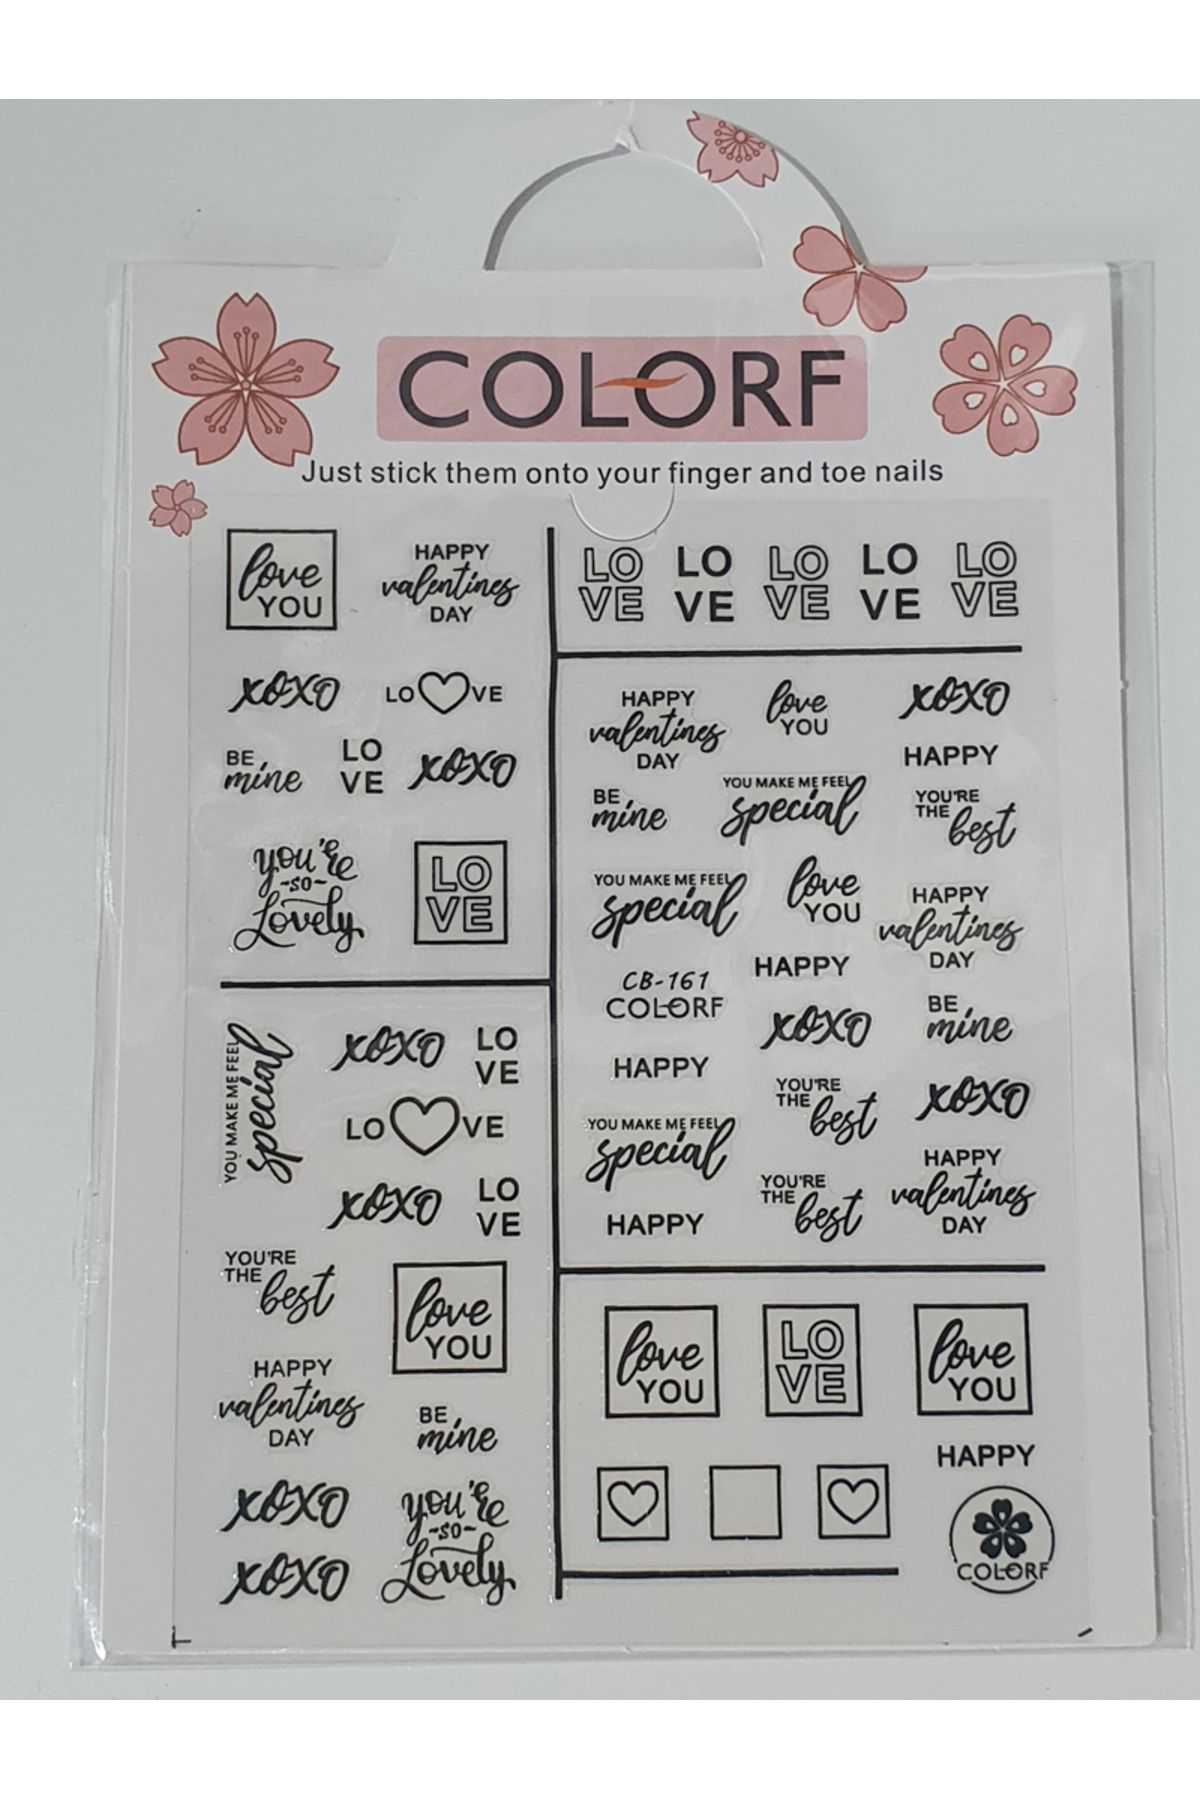 COLORF
Just stick them onto your finger and toe nails
love
YOU
HAPPY
valentines
DAY
xoxo
LO VE
BE
mine
LO
VE
xoxo
you're
~so~
Lovely
LO
VE
LO
VE
LO
VE
LO
VE
LO
VE
LO
VE
HAPPY
valentines
DAY
love
YOU
xoxo
HAPPY
BE
mine
YOU MAKE ME FEEL
special
YOU'RE
THE
best
YOU MAKE ME FEEL
special
love
YOU
HAPPY
valentines
DAY
CB-161
COLORF
HAPPY
xoxo
BE
mine
HAPPY
YOU'RE
THE
best
xoxo
YOU MAKE ME FEEL
special
YOU'RE
THE
best
HAPPY
valentines
DAY
HAPPY
YOU MAKE ME FEEL
special
xoxo
LO
VE
LO VE
xoxo
LO
VE
YOU'RE
THE
best
love
YOU
HAPPY
valentines
DAY
BE
mine
xoxo
xoxo
you're
~so~
Lovely
love
YOU
LO
VE
love
YOU
HAPPY
COLORF